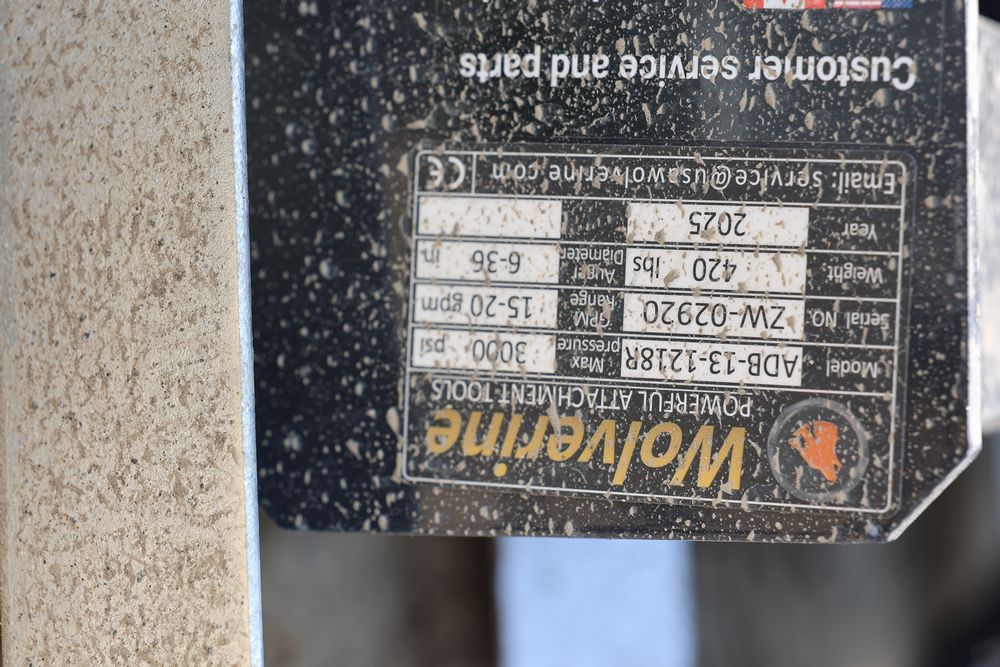 Wolverine
POWERFUL ATTACHMENT TOOLS
Model ADB-13-1218R Max pressure 3000 psi
Serial NO. ZW-02920 GPM Range 15-20 gpm
Weight. 420 lbs Auger Diameter 6-36 in
Year 2025
Email: service@usawolverine.com CE
Customer service and parts